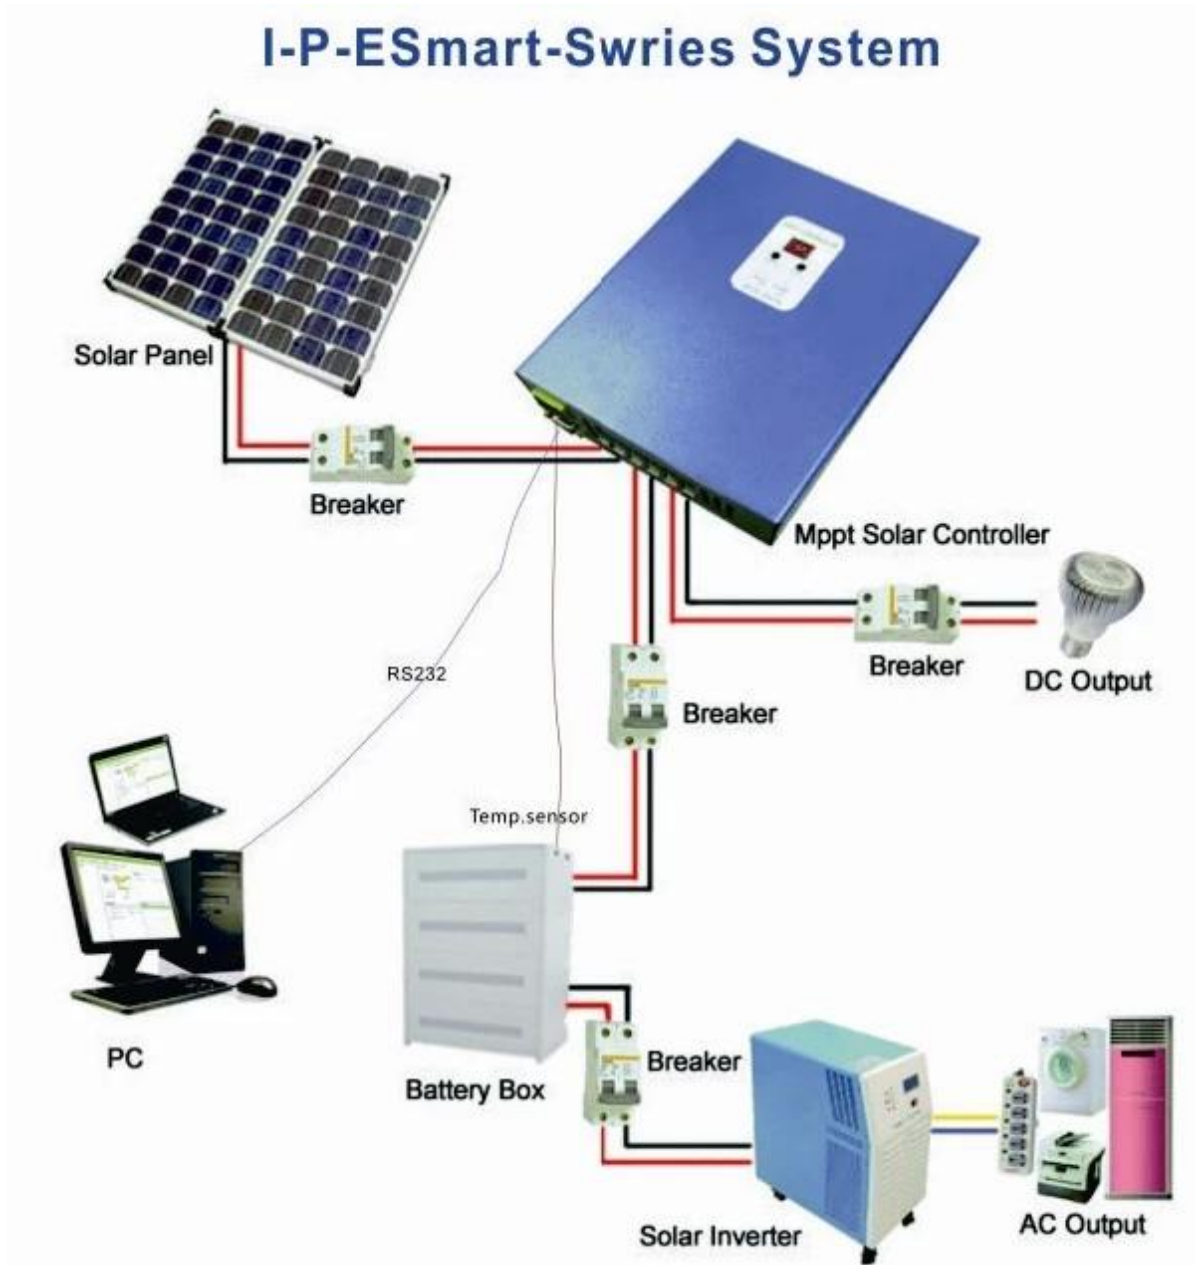 I-P-ESmart-Swries System
Solar Panel
Breaker
Mppt Solar Controller
Breaker
DC Output
RS232
Breaker
Temp.sensor
PC
Battery Box
Breaker
Solar Inverter
AC Output